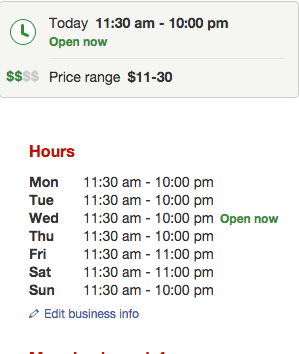 Today 11:30 am - 10:00 pm
Open now
$$$$ Price range $11-30
Hours
Mon 11:30 am - 10:00 pm
Tue 11:30 am - 10:00 pm
Wed 11:30 am - 10:00 pm Open now
Thu 11:30 am - 10:00 pm
Fri 11:30 am - 11:00 pm
Sat 11:30 am - 11:00 pm
Sun 11:30 am - 10:00 pm
Edit business info